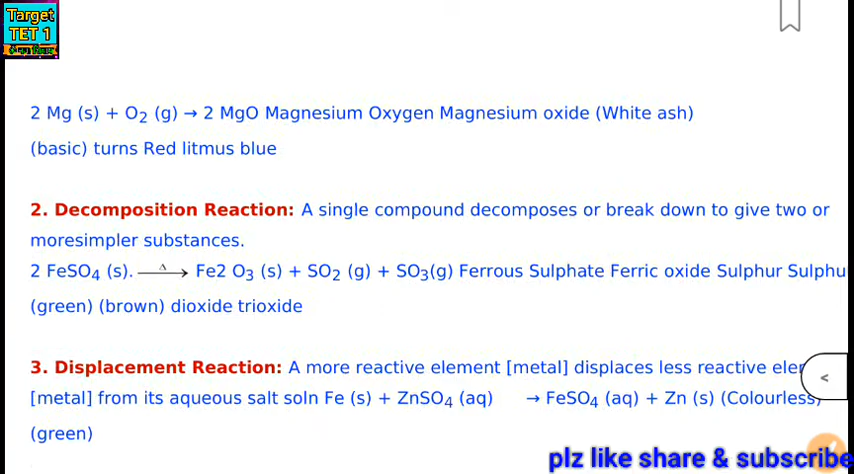 Target
TET 1
2 Mg (s) + O2 (g) → 2 MgO Magnesium Oxygen Magnesium oxide (White ash)
(basic) turns Red litmus blue
2. Decomposition Reaction: A single compound decomposes or break down to give two or
moresimpler substances.
2 FeSO4 (s). Δ→ Fe2 O3 (s) + SO2 (g) + SO3(g) Ferrous Sulphate Ferric oxide Sulphur Sulphu
(green) (brown) dioxide trioxide
3. Displacement Reaction: A more reactive element [metal] displaces less reactive
[metal] from its aqueous salt soln Fe (s) + ZnSO4 (aq) → FeSO4 (aq) + Zn (s) (Colourless)
(green)
plz like share & subscribe